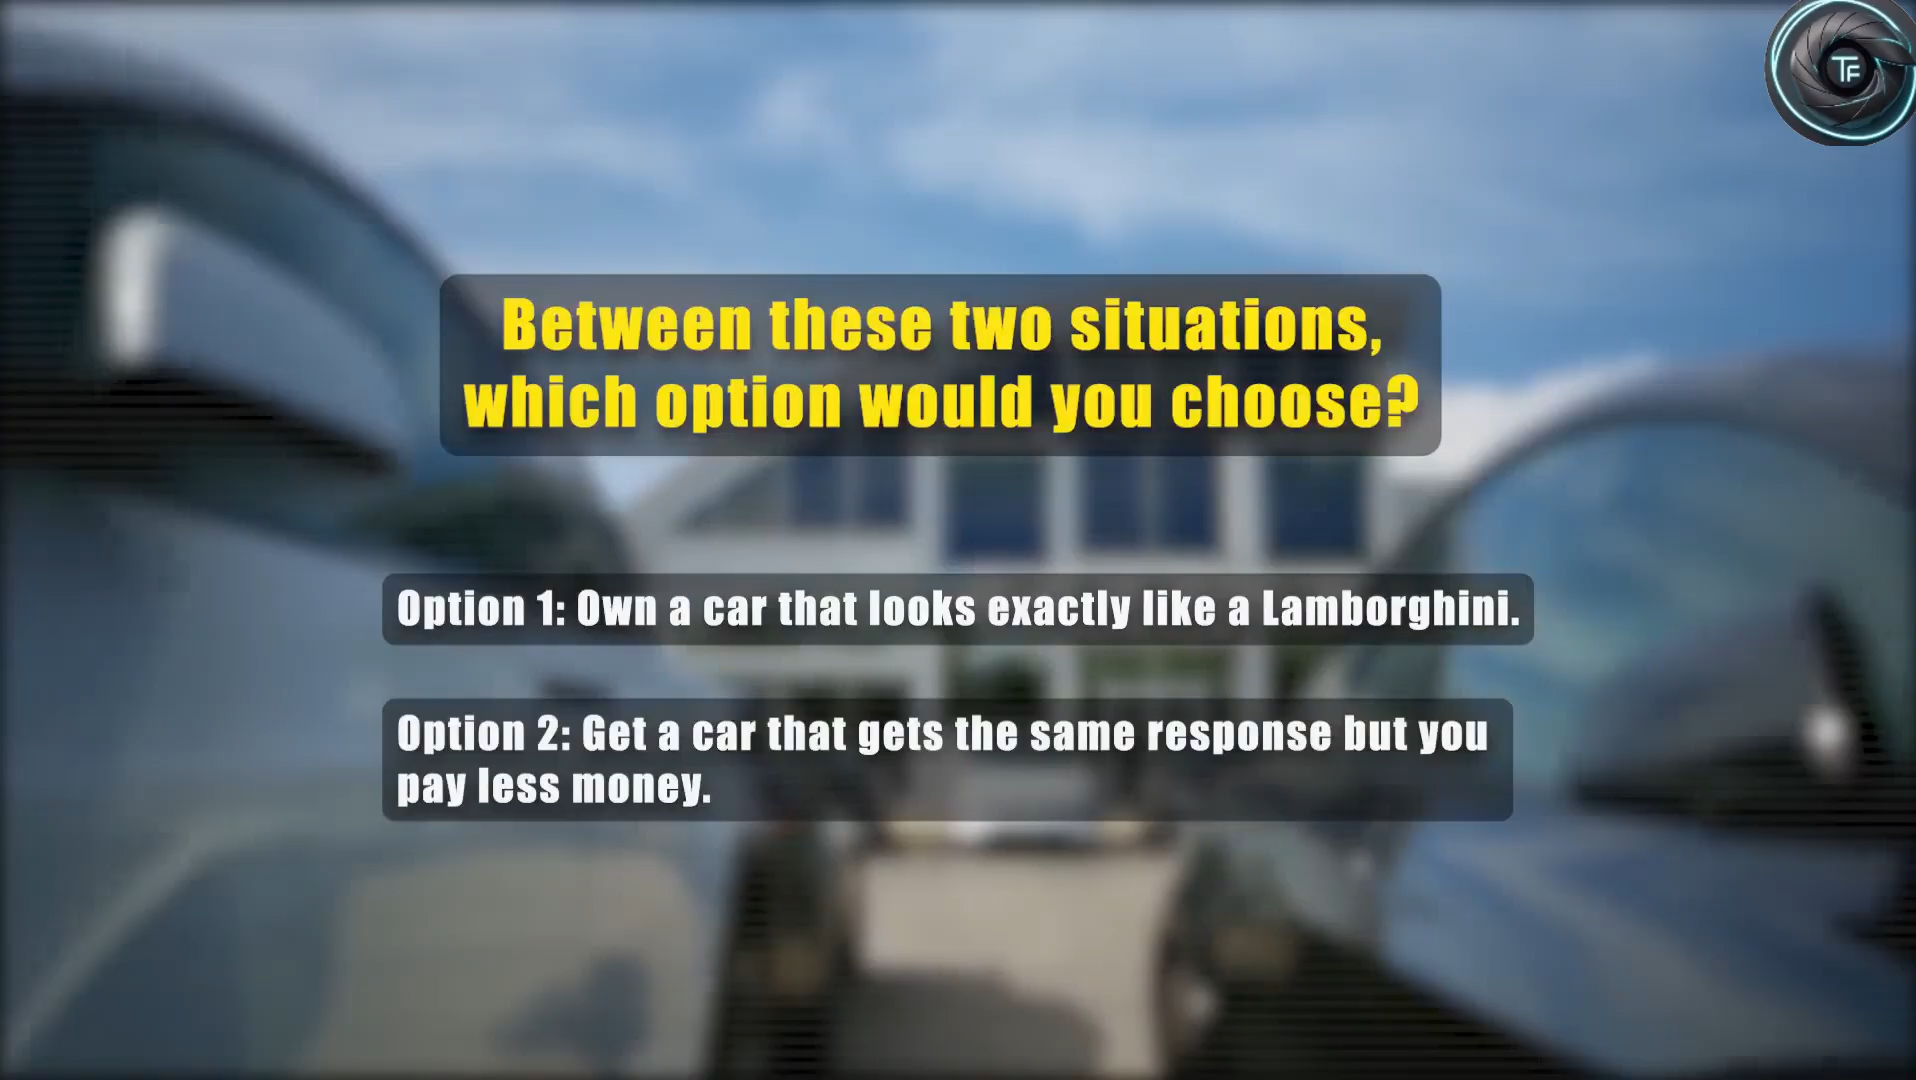 TF
Between these two situations,
which option would you choose?
Option 1: Own a car that looks exactly like a Lamborghini.
Option 2: Get a car that gets the same response but you
pay less money.